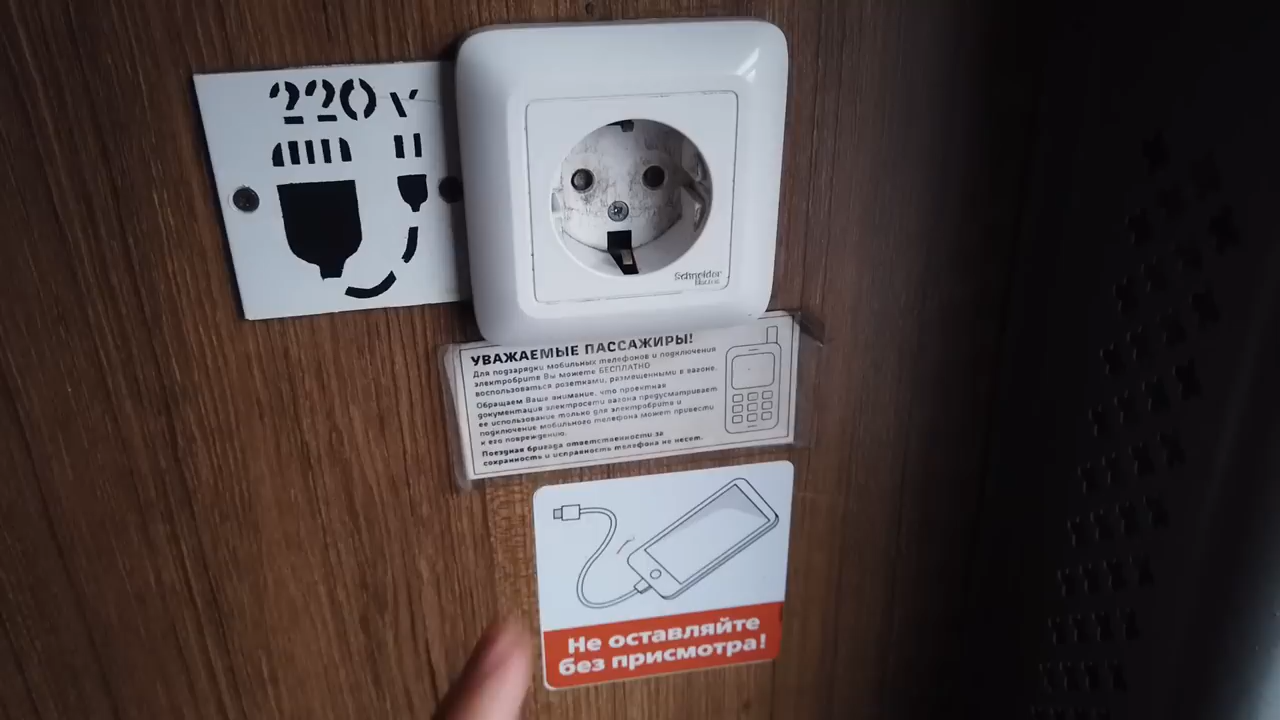 220V
Schneider
Electric
УВАЖАЕМЫЕ ПАССАЖИРЫ!
Для подзарядки мобильных телефонов и подключения
электробритв Вы можете БЕСПЛАТНО
воспользоваться розетками, размещенными в вагоне.
Обращаем Ваше внимание, что проектная
документация электросети вагона предусматривает
ее использование только для электробритв и
подключение мобильного телефона может привести
к его повреждению.
Поездная бригада ответственности за
сохранность и исправность телефона не несет.
Не оставляйте
без присмотра!